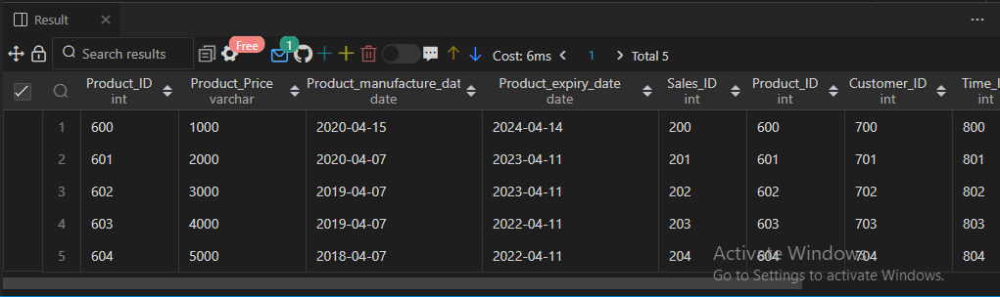 Result
Search results Free 1 Cost: 6ms 1 Total 5
Product_ID Product_Price Product_manufacture_dat Product_expiry_date Sales_ID Product_ID Customer_ID Time_I
int varchar date date int int int int
1 600 1000 2020-04-15 2024-04-14 200 600 700 800
2 601 2000 2020-04-07 2023-04-11 201 601 701 801
3 602 3000 2019-04-07 2023-04-11 202 602 702 802
4 603 4000 2019-04-07 2022-04-11 203 603 703 803
5 604 5000 2018-04-07 2022-04-11 204 604 704 804
Activate Windows
Go to Settings to activate Windows.